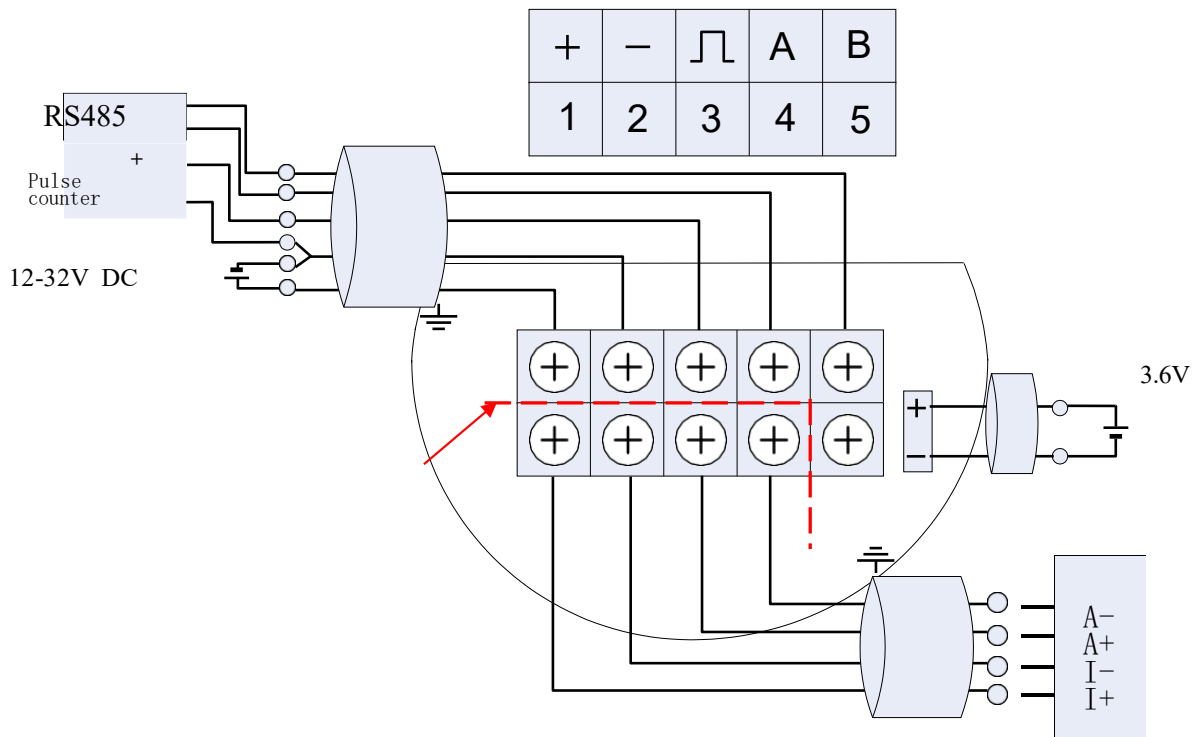 + − A B
1 2 3 4 5
RS485
+
Pulse
counter
12-32V DC
3.6V
+
−
A−
A+
I−
I+